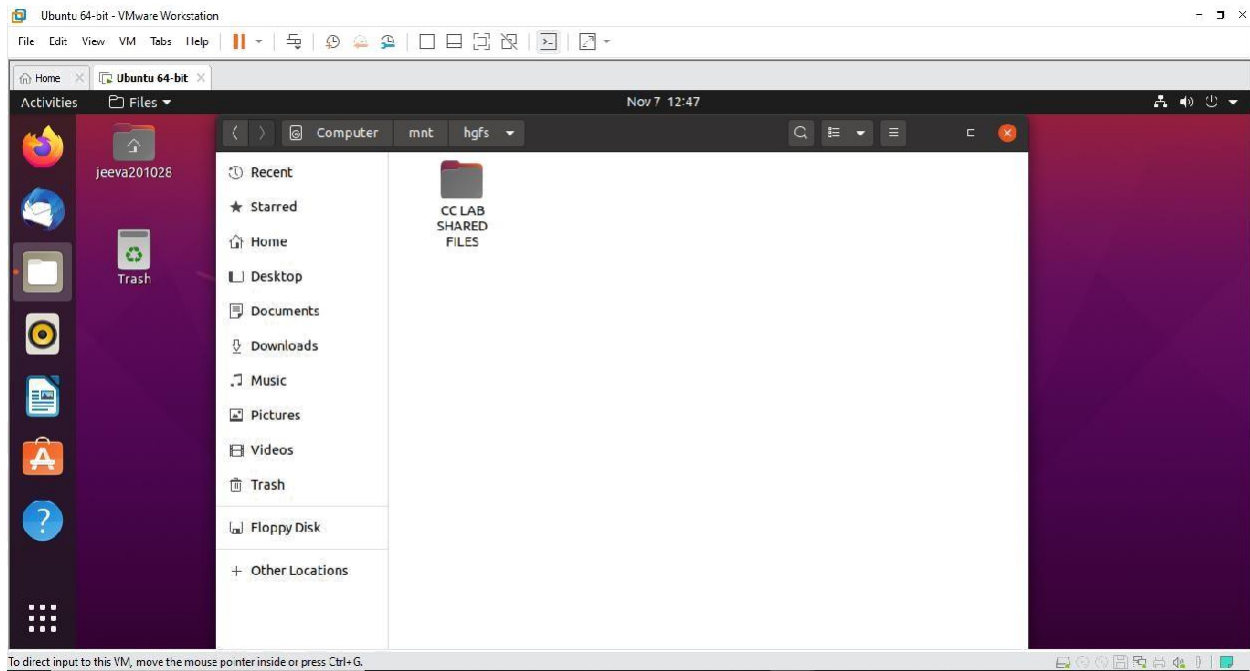 Ubuntu 64-bit - VMware Workstation
File Edit View VM Tabs Help
Home
Ubuntu 64-bit
Activities
Files
Nov 7 12:47
Computer mnt hgfs
jeeva201028
Trash
Recent
Starred
Home
Desktop
Documents
Downloads
Music
Pictures
Videos
Trash
Floppy Disk
+ Other Locations
CC LAB
SHARED
FILES
To direct input to this VM, move the mouse pointer inside or press Ctrl+G.